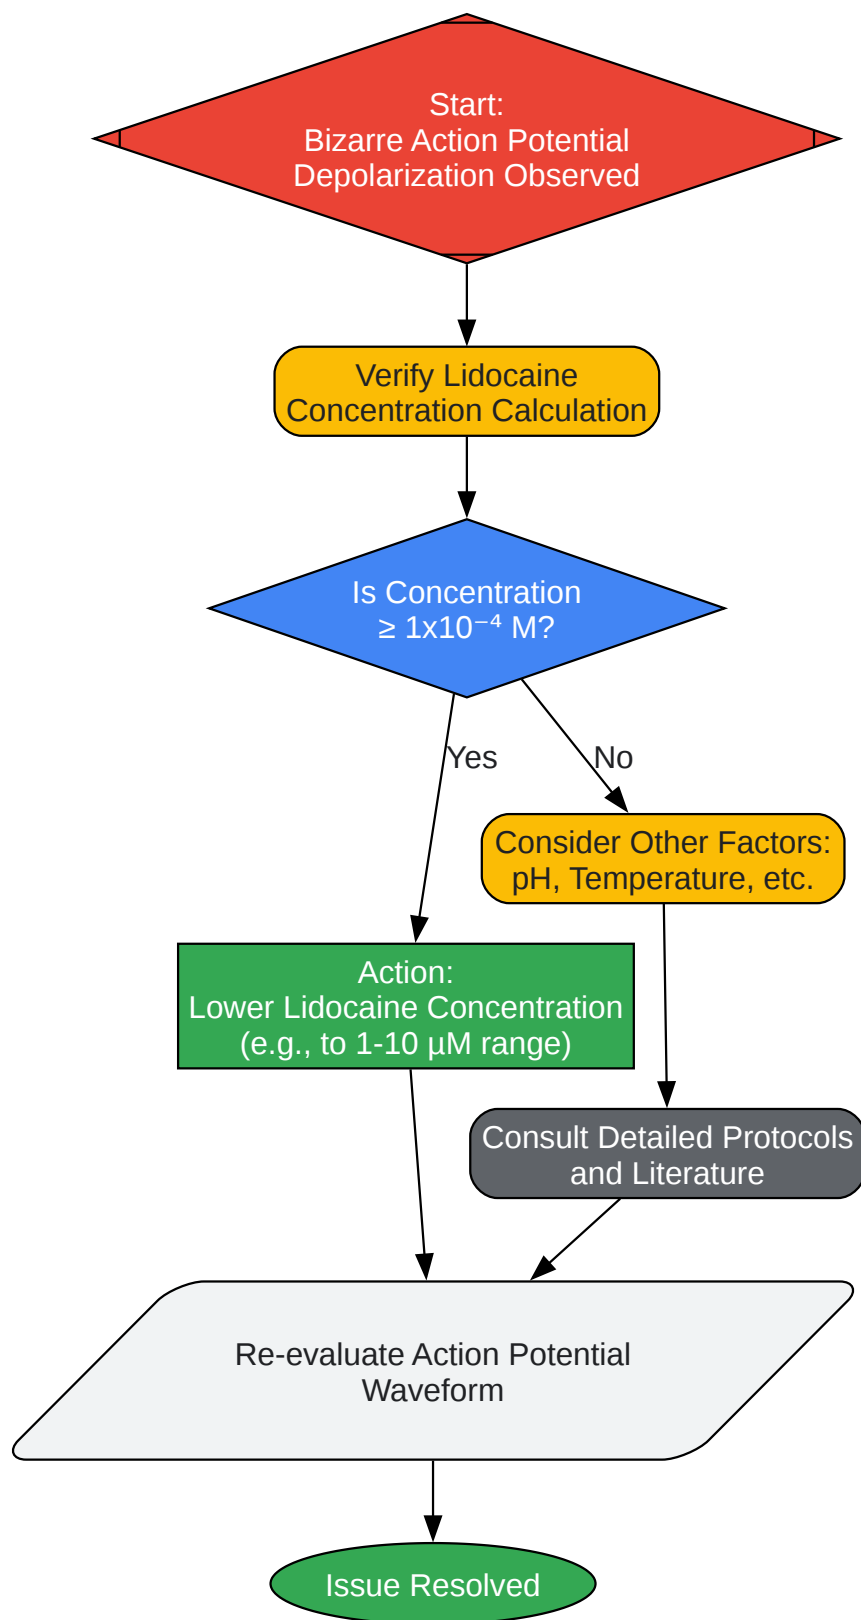 Start:
Bizarre Action Potential
Depolarization Observed
Verify Lidocaine
Concentration Calculation
Is Concentration
≥ 1x10⁻⁴ M?
Yes
No
Consider Other Factors:
pH, Temperature, etc.
Action:
Lower Lidocaine Concentration
(e.g., to 1-10 µM range)
Consult Detailed Protocols
and Literature
Re-evaluate Action Potential
Waveform
Issue Resolved